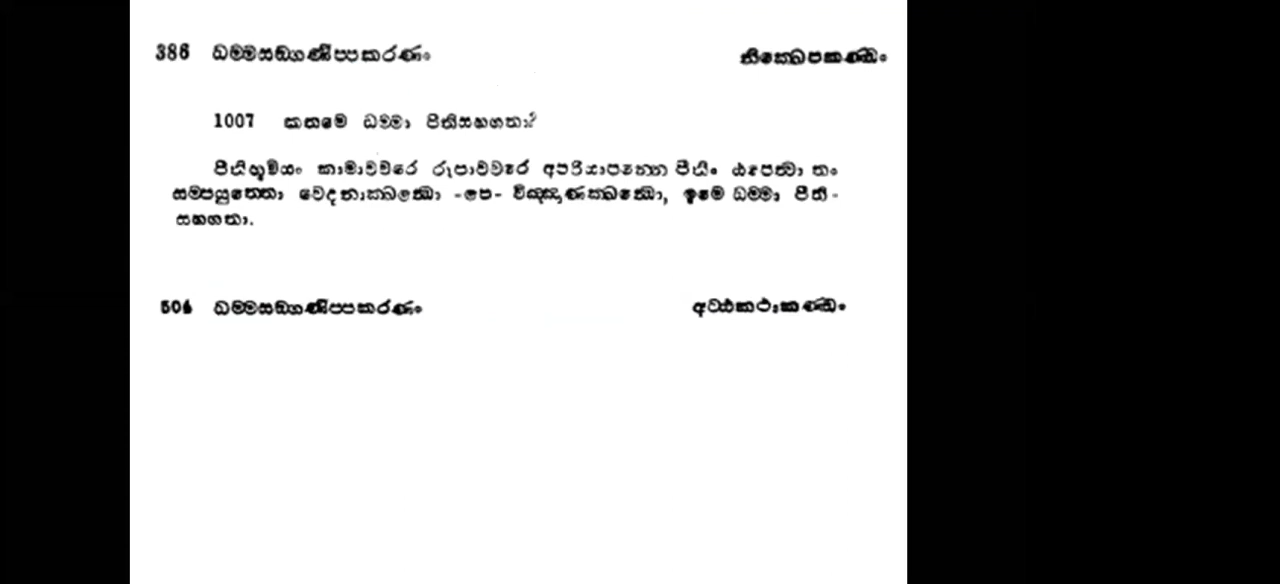 386 ධම්මසඞ්ගණිප්පකරණං නික්ඛෙපකණ්ඩං
1007 කතමෙ ධම්මා පීතිසහගතා?
පීතිභූමියං කාමාවචරෙ රූපාවචරෙ අපරියාපන්නෙ පීතිං ඨපෙත්වා තං
සම්පයුත්තො වෙදනාක්ඛන්ධො -පෙ- විඤ්ඤාණක්ඛන්ධො, ඉමෙ ධම්මා පීති-
සහගතා.
504 ධම්මසඞ්ගණිප්පකරණං අට්ඨකථාකණ්ඩං